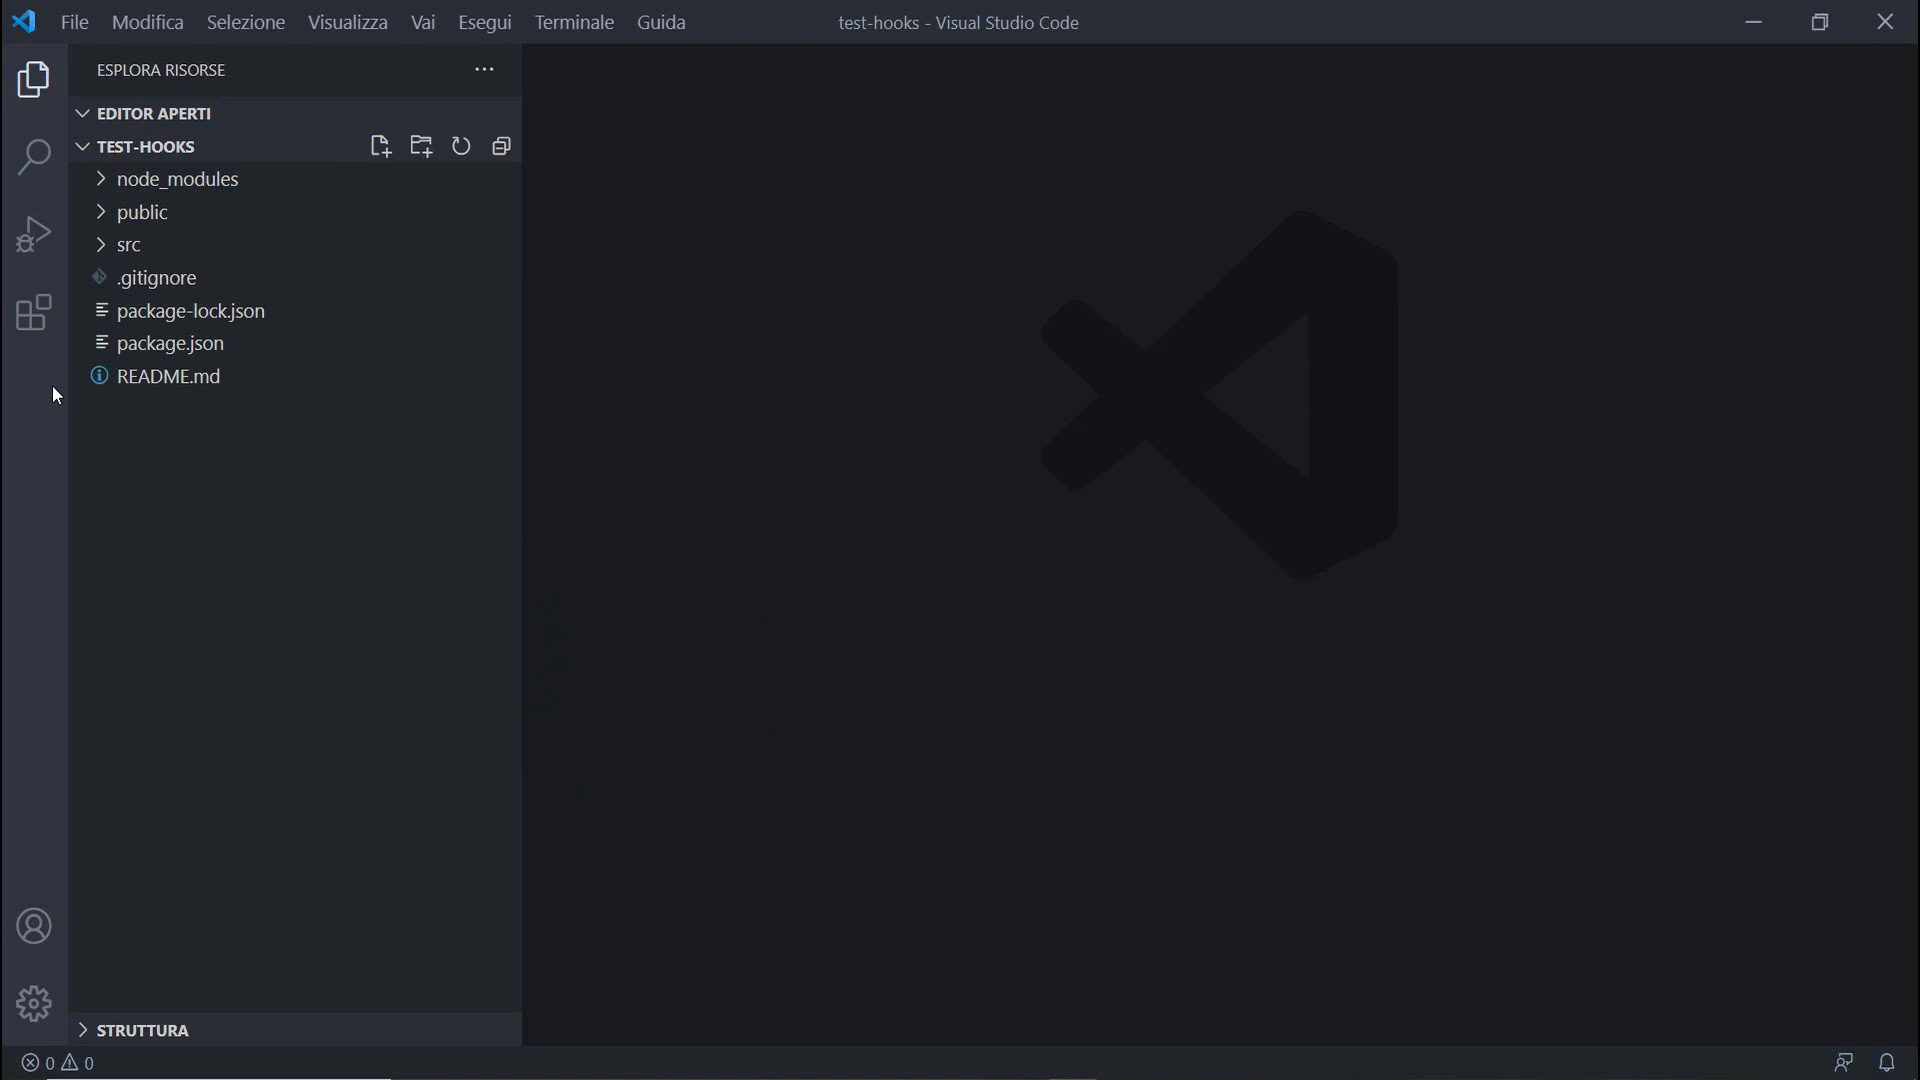 File Modifica Selezione Visualizza Vai Esegui Terminale Guida test-hooks - Visual Studio Code
ESPLORA RISORSE
EDITOR APERTI
TEST-HOOKS
node_modules
public
src
.gitignore
package-lock.json
package.json
README.md
STRUTTURA
0 0